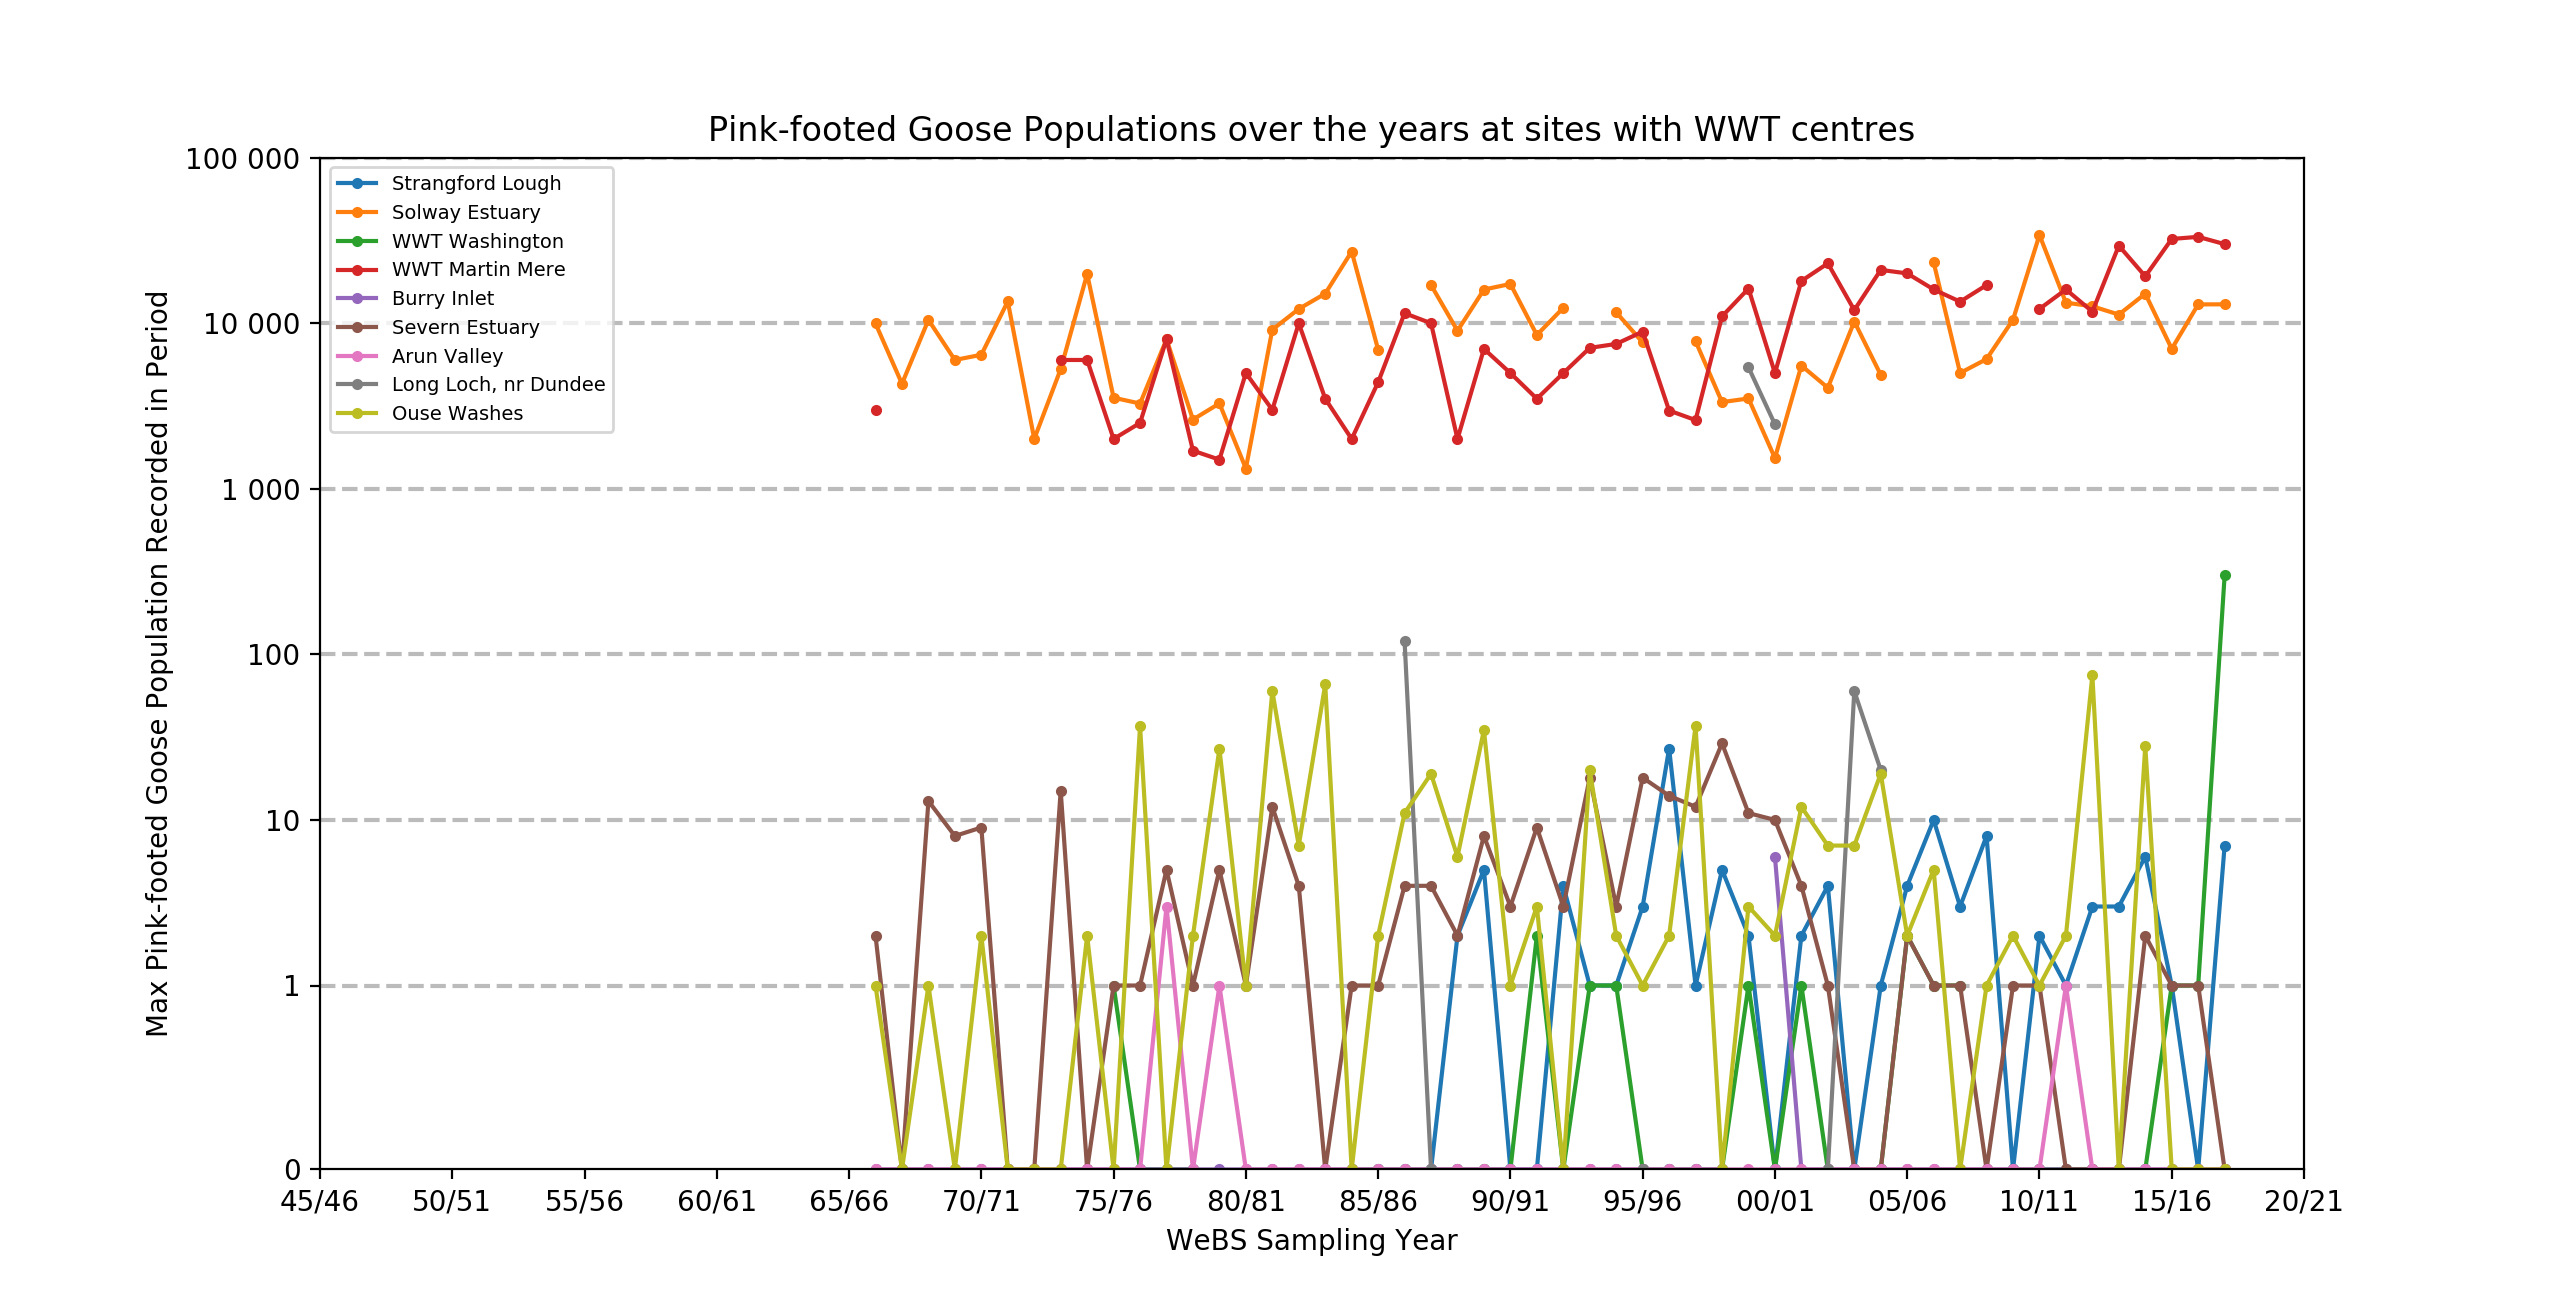 Pink-footed Goose Populations over the years at sites with WWT centres
100 000
10 000
1 000
100
10
1
0
Max Pink-footed Goose Population Recorded in Period
Strangford Lough
Solway Estuary
WWT Washington
WWT Martin Mere
Burry Inlet
Severn Estuary
Arun Valley
Long Loch, nr Dundee
Ouse Washes
45/46 50/51 55/56 60/61 65/66 70/71 75/76 80/81 85/86 90/91 95/96 00/01 05/06 10/11 15/16 20/21
WeBS Sampling Year